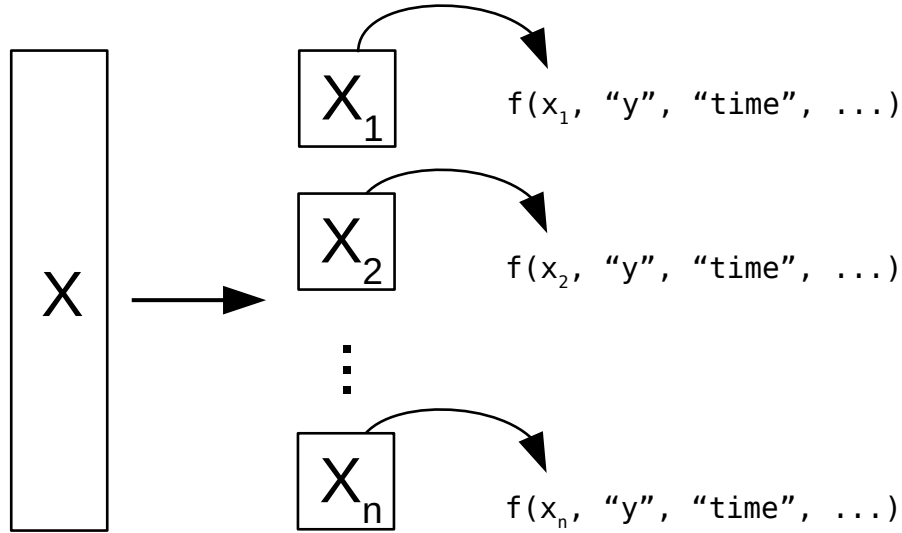 X
X₁
f(x₁, “y”, “time”, ...)
X₂
f(x₂, “y”, “time”, ...)
Xₙ
f(xₙ, “y”, “time”, ...)